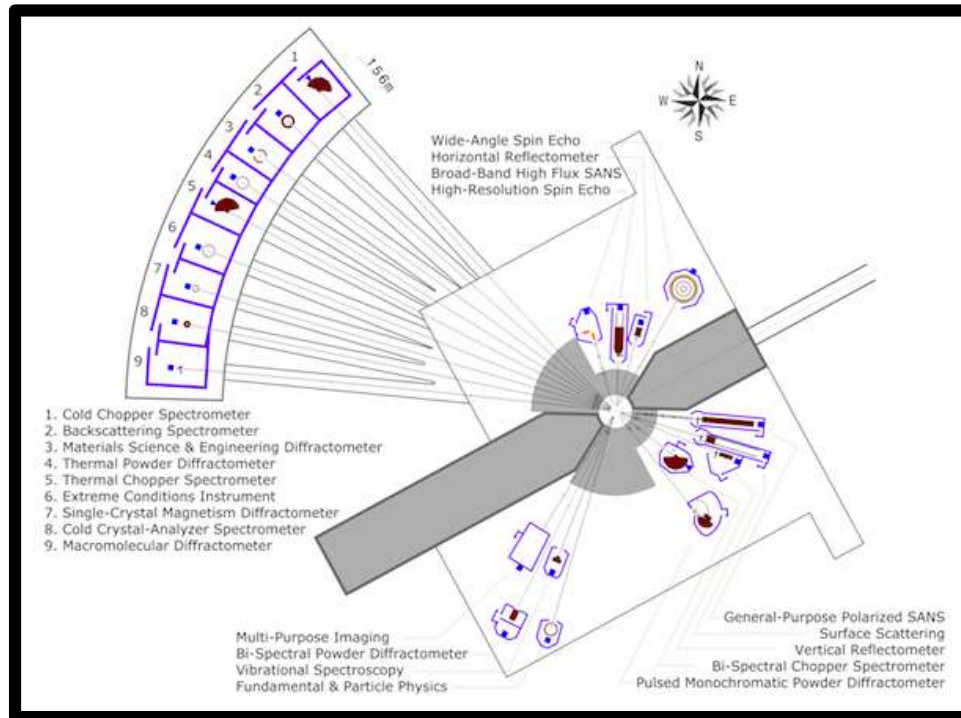 1
2
3
4
5
6
7
8
9
156m
N
W E
S
Wide-Angle Spin Echo
Horizontal Reflectometer
Broad-Band High Flux SANS
High-Resolution Spin Echo
1. Cold Chopper Spectrometer
2. Backscattering Spectrometer
3. Materials Science & Engineering Diffractometer
4. Thermal Powder Diffractometer
5. Thermal Chopper Spectrometer
6. Extreme Conditions Instrument
7. Single-Crystal Magnetism Diffractometer
8. Cold Crystal-Analyzer Spectrometer
9. Macromolecular Diffractometer
Multi-Purpose Imaging
Bi-Spectral Powder Diffractometer
Vibrational Spectroscopy
Fundamental & Particle Physics
General-Purpose Polarized SANS
Surface Scattering
Vertical Reflectometer
Bi-Spectral Chopper Spectrometer
Pulsed Monochromatic Powder Diffractometer